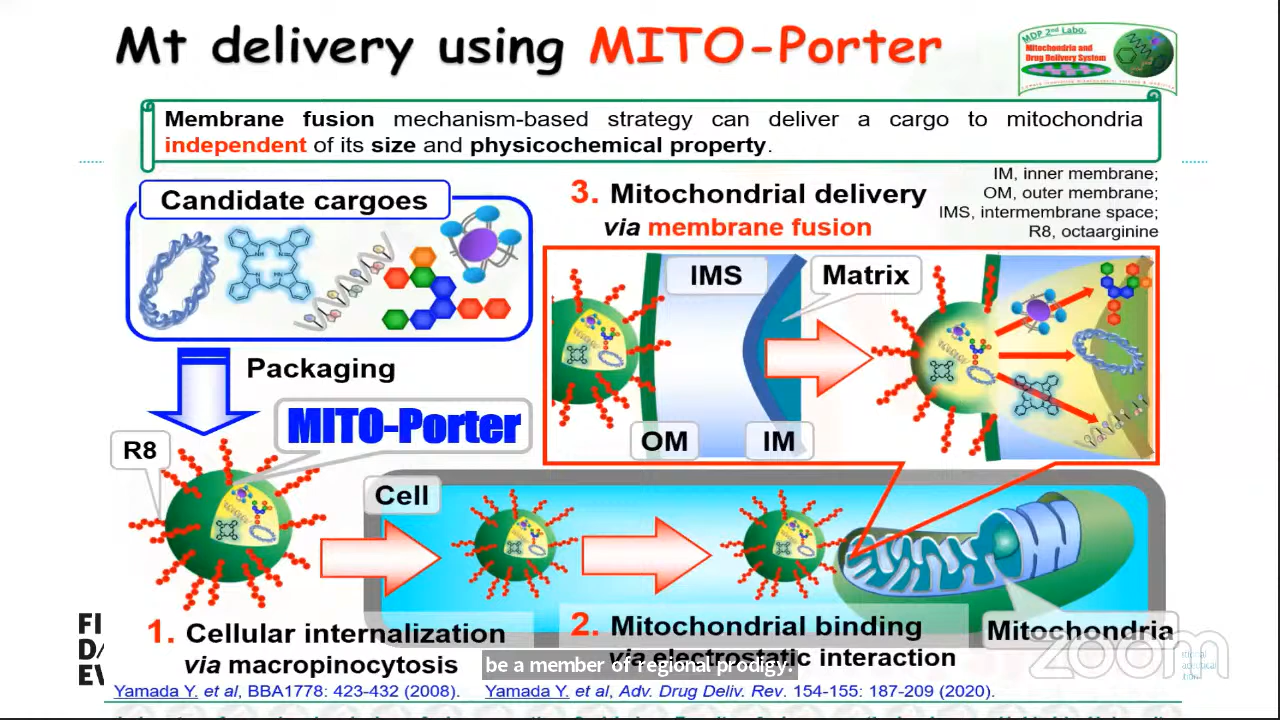 Mt delivery using MITO-Porter
MDP 2nd Labo.
Mitochondria and
Drug Delivery System
Membrane fusion mechanism-based strategy can deliver a cargo to mitochondria
independent of its size and physicochemical property.
IM, inner membrane;
OM, outer membrane;
IMS, intermembrane space;
R8, octaarginine
Candidate cargoes
3. Mitochondrial delivery
via membrane fusion
IMS
Matrix
OM
IM
Packaging
MITO-Porter
R8
Cell
1. Cellular internalization
via macropinocytosis
2. Mitochondrial binding
via electrostatic interaction
Mitochondria
zoom
be a member of regional prodigy.
Yamada Y. et al, BBA1778: 423-432 (2008).
Yamada Y. et al, Adv. Drug Deliv. Rev. 154-155: 187-209 (2020).